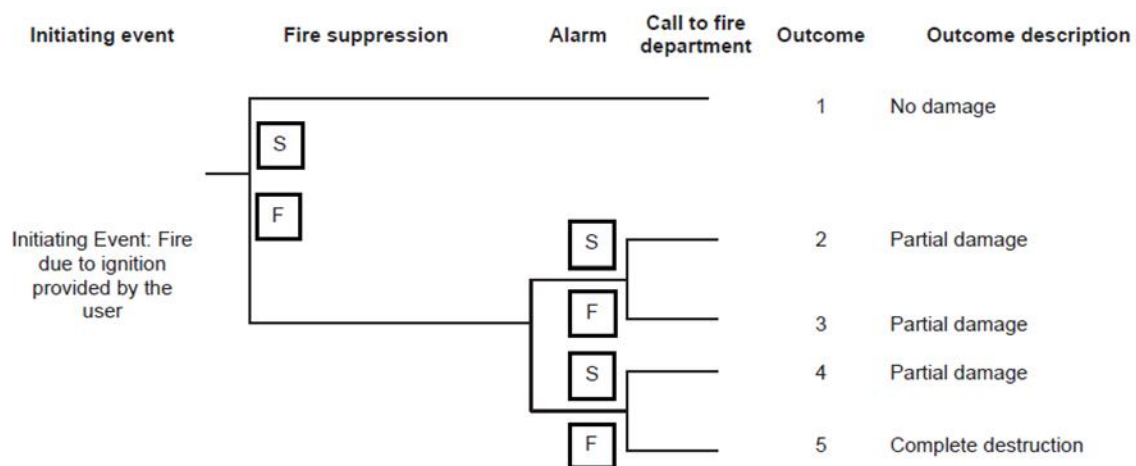 Initiating event
Fire suppression
Alarm
Call to fire
department
Outcome
Outcome description
1
No damage
S
F
Initiating Event: Fire
due to ignition
provided by the
user
S
2
Partial damage
F
3
Partial damage
S
4
Partial damage
F
5
Complete destruction